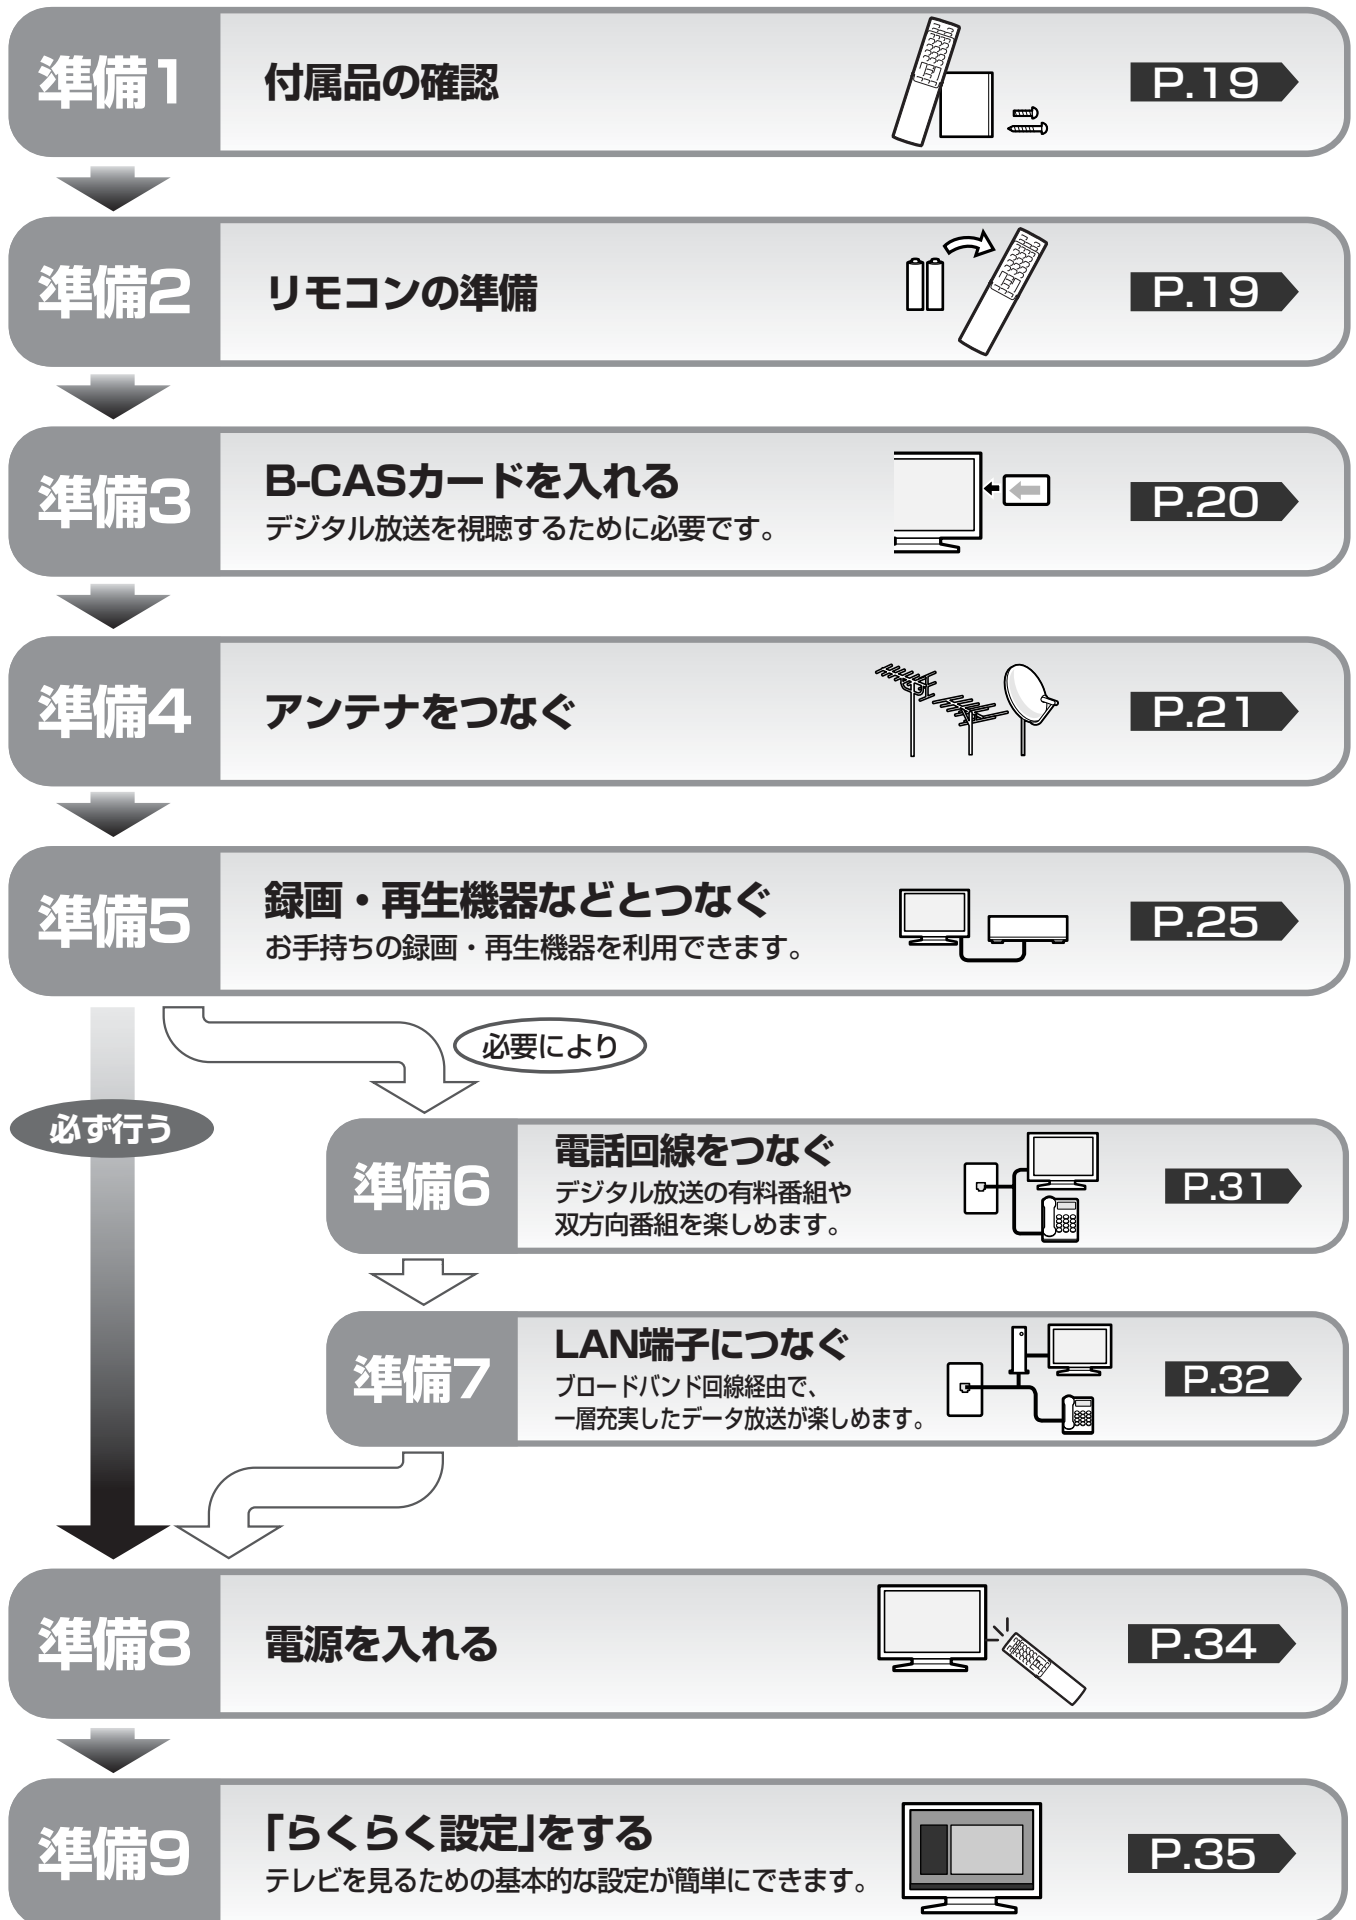 準備1
付属品の確認
P.19
準備2
リモコンの準備
P.19
準備3
B-CASカードを入れる
デジタル放送を視聴するために必要です。
P.20
準備4
アンテナをつなぐ
P.21
準備5
録画・再生機器などとつなぐ
お手持ちの録画・再生機器を利用できます。
P.25
必要により
必ず行う
準備6
電話回線をつなぐ
デジタル放送の有料番組や
双方向番組を楽しめます。
P.31
準備7
LAN端子につなぐ
ブロードバンド回線経由で、
一層充実したデータ放送が楽しめます。
P.32
準備8
電源を入れる
P.34
準備9
「らくらく設定」をする
テレビを見るための基本的な設定が簡単にできます。
P.35